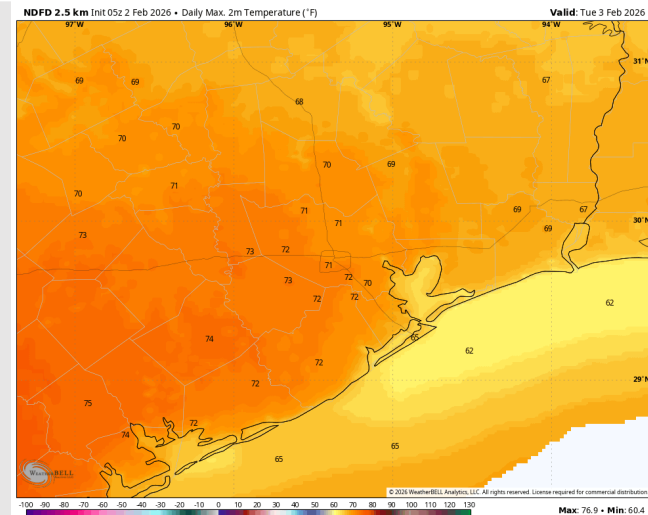 NDFD 2.5 km Init 05z 2 Feb 2026 • Daily Max. 2m Temperature (°F)
Valid: Tue 3 Feb 2026
97°W 96°W 95°W 94°W
31°N
69 69 67
68
70 70
70 69
70 71
71 69 67
71 69
30°N
73
73 72
71
73 72 70
72 72
62
74 65
62
72
29°N
72
75
72
74
65
65
WeatherBELL
© 2026 WeatherBELL Analytics, LLC. All rights reserved. License required for commercial distribution
-100 -90 -80 -70 -60 -50 -40 -30 -20 -10 0 10 20 30 40 50 60 70 80 90 100 110 120 130
Max: 76.9 • Min: 60.4